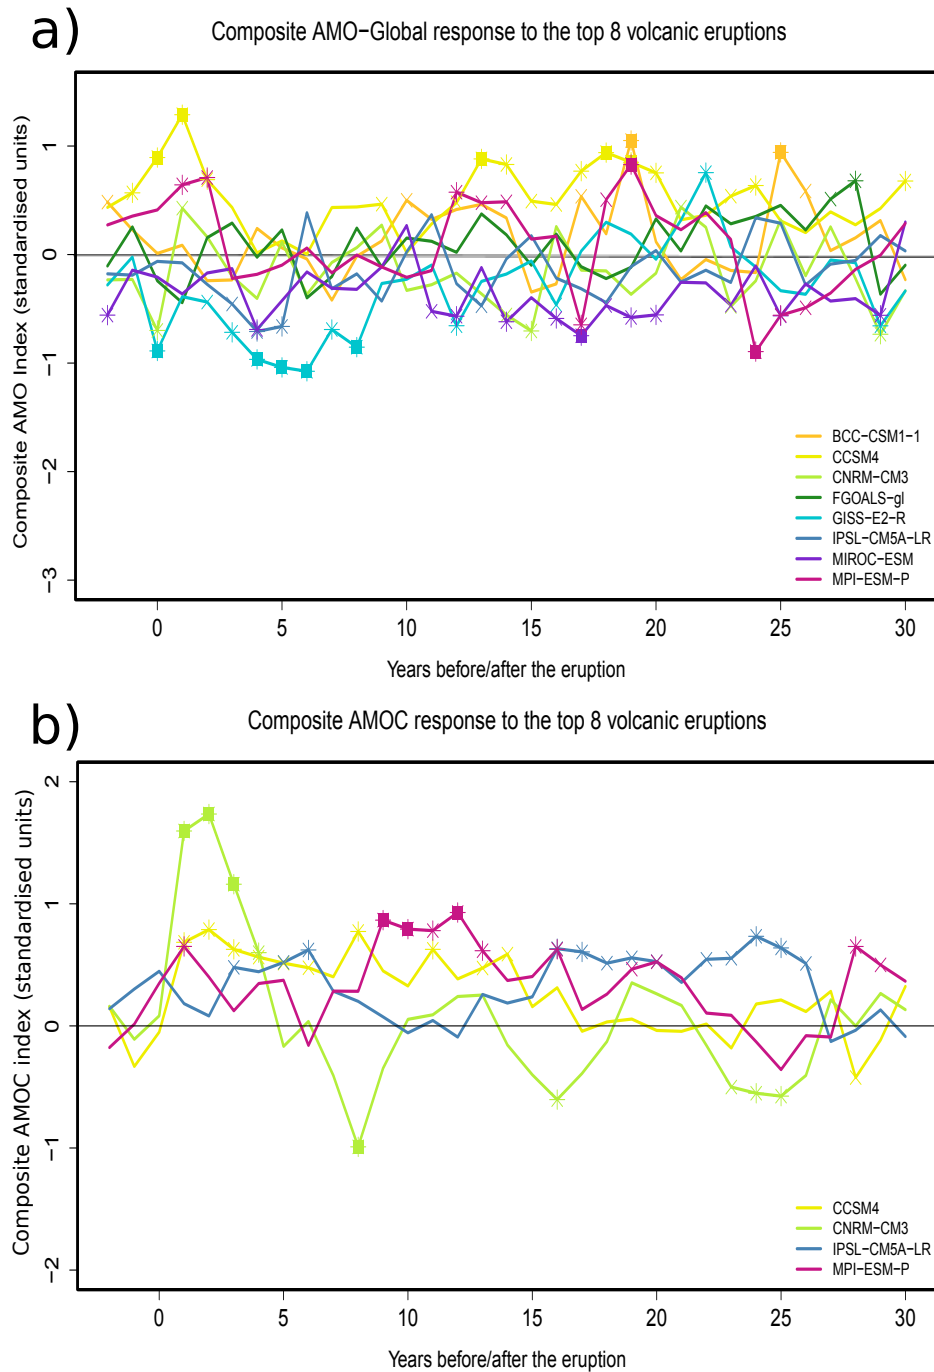 a)
Composite AMO−Global response to the top 8 volcanic eruptions
Composite AMO Index (standardised units)
1
0
−1
−2
−3
BCC−CSM1−1
CCSM4
CNRM−CM3
FGOALS−gl
GISS−E2−R
IPSL−CM5A−LR
MIROC−ESM
MPI−ESM−P
0 5 10 15 20 25 30
Years before/after the eruption
b)
Composite AMOC response to the top 8 volcanic eruptions
Composite AMOC index (standardised units)
2
1
0
−1
−2
CCSM4
CNRM−CM3
IPSL−CM5A−LR
MPI−ESM−P
0 5 10 15 20 25 30
Years before/after the eruption